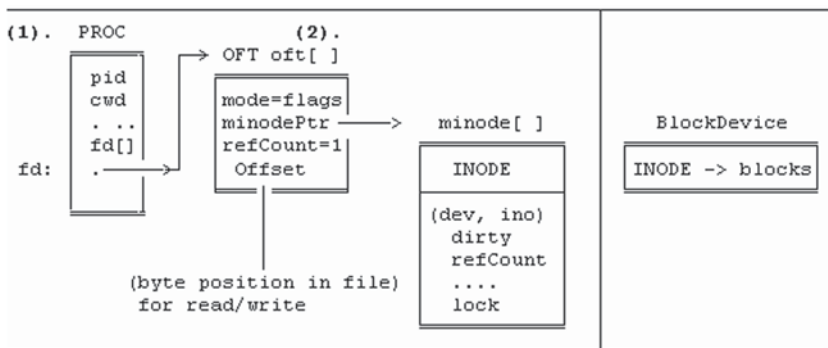 (1). PROC (2).
OFT oft[ ]
pid
cwd
. ..
fd[]
fd: .
mode=flags
minodePtr
refCount=1
Offset
(byte position in file)
for read/write
minode[ ]
INODE
(dev, ino)
dirty
refCount
....
lock
BlockDevice
INODE -> blocks